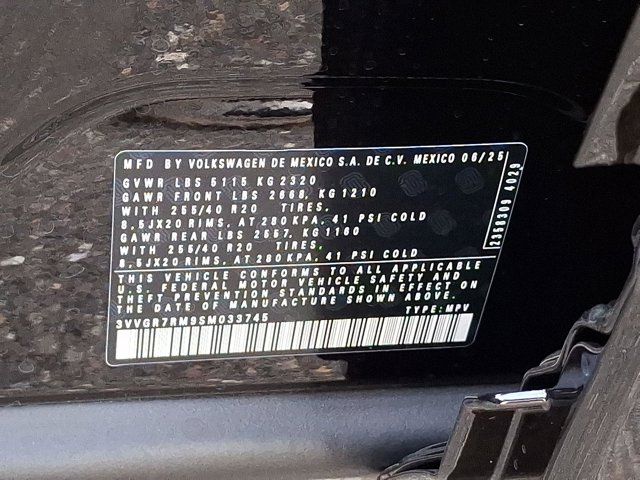 MFD BY VOLKSWAGEN DE MEXICO S.A. DE C.V. MEXICO 06/25
GVWR LBS 5115 KG 2320
GAWR FRONT LBS 2668, KG 1210
WITH 255/40 R20 TIRES,
8,5JX20 RIMS, AT 280 KPA, 41 PSI COLD
GAWR REAR LBS 2557, KG 1160
WITH 255/40 R20 TIRES,
8,5JX20 RIMS, AT 280 KPA, 41 PSI COLD
THIS VEHICLE CONFORMS TO ALL APPLICABLE
U.S. FEDERAL MOTOR VEHICLE SAFETY AND
THEFT PREVENTION STANDARDS IN EFFECT ON
THE DATE OF MANUFACTURE SHOWN ABOVE.
3VVGR7RM9SM033745 TYPE: MPV
2358309 4029